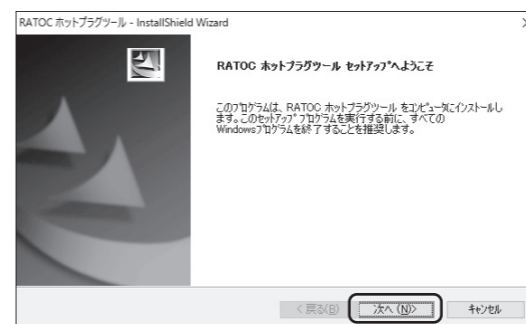 RATOC ホットプラグツール - InstallShield Wizard
RATOC ホットプラグツール セットアップへようこそ
このプログラムは、RATOC ホットプラグツール をコンピュータにインストールし
ます。このセットアップ プログラムを実行する前に、すべての
Windowsプログラムを終了することを推奨します。
< 戻る(B)
次へ(N)>
キャンセル